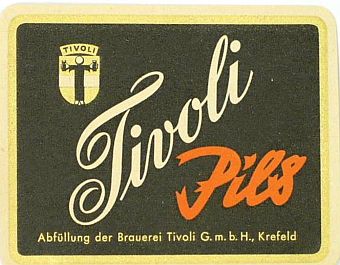 TIVOLI
Tivoli
Pils
Abfüllung der Brauerei Tivoli G.m.b.H., Krefeld